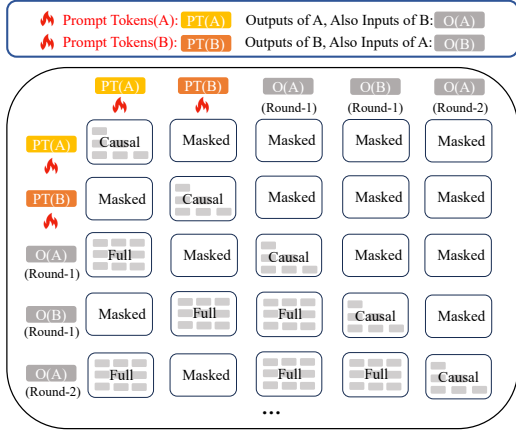 Prompt Tokens(A): PT(A) Outputs of A, Also Inputs of B: O(A)
Prompt Tokens(B): PT(B) Outputs of B, Also Inputs of A: O(B)
PT(A) PT(B) O(A) O(B) O(A)
(Round-1) (Round-1) (Round-2)
PT(A) Causal Masked Masked Masked Masked
PT(B) Masked Causal Masked Masked Masked
O(A) Full Masked Causal Masked Masked
(Round-1)
O(B) Masked Full Full Causal Masked
(Round-1)
O(A) Full Masked Full Full Causal
(Round-2)
...